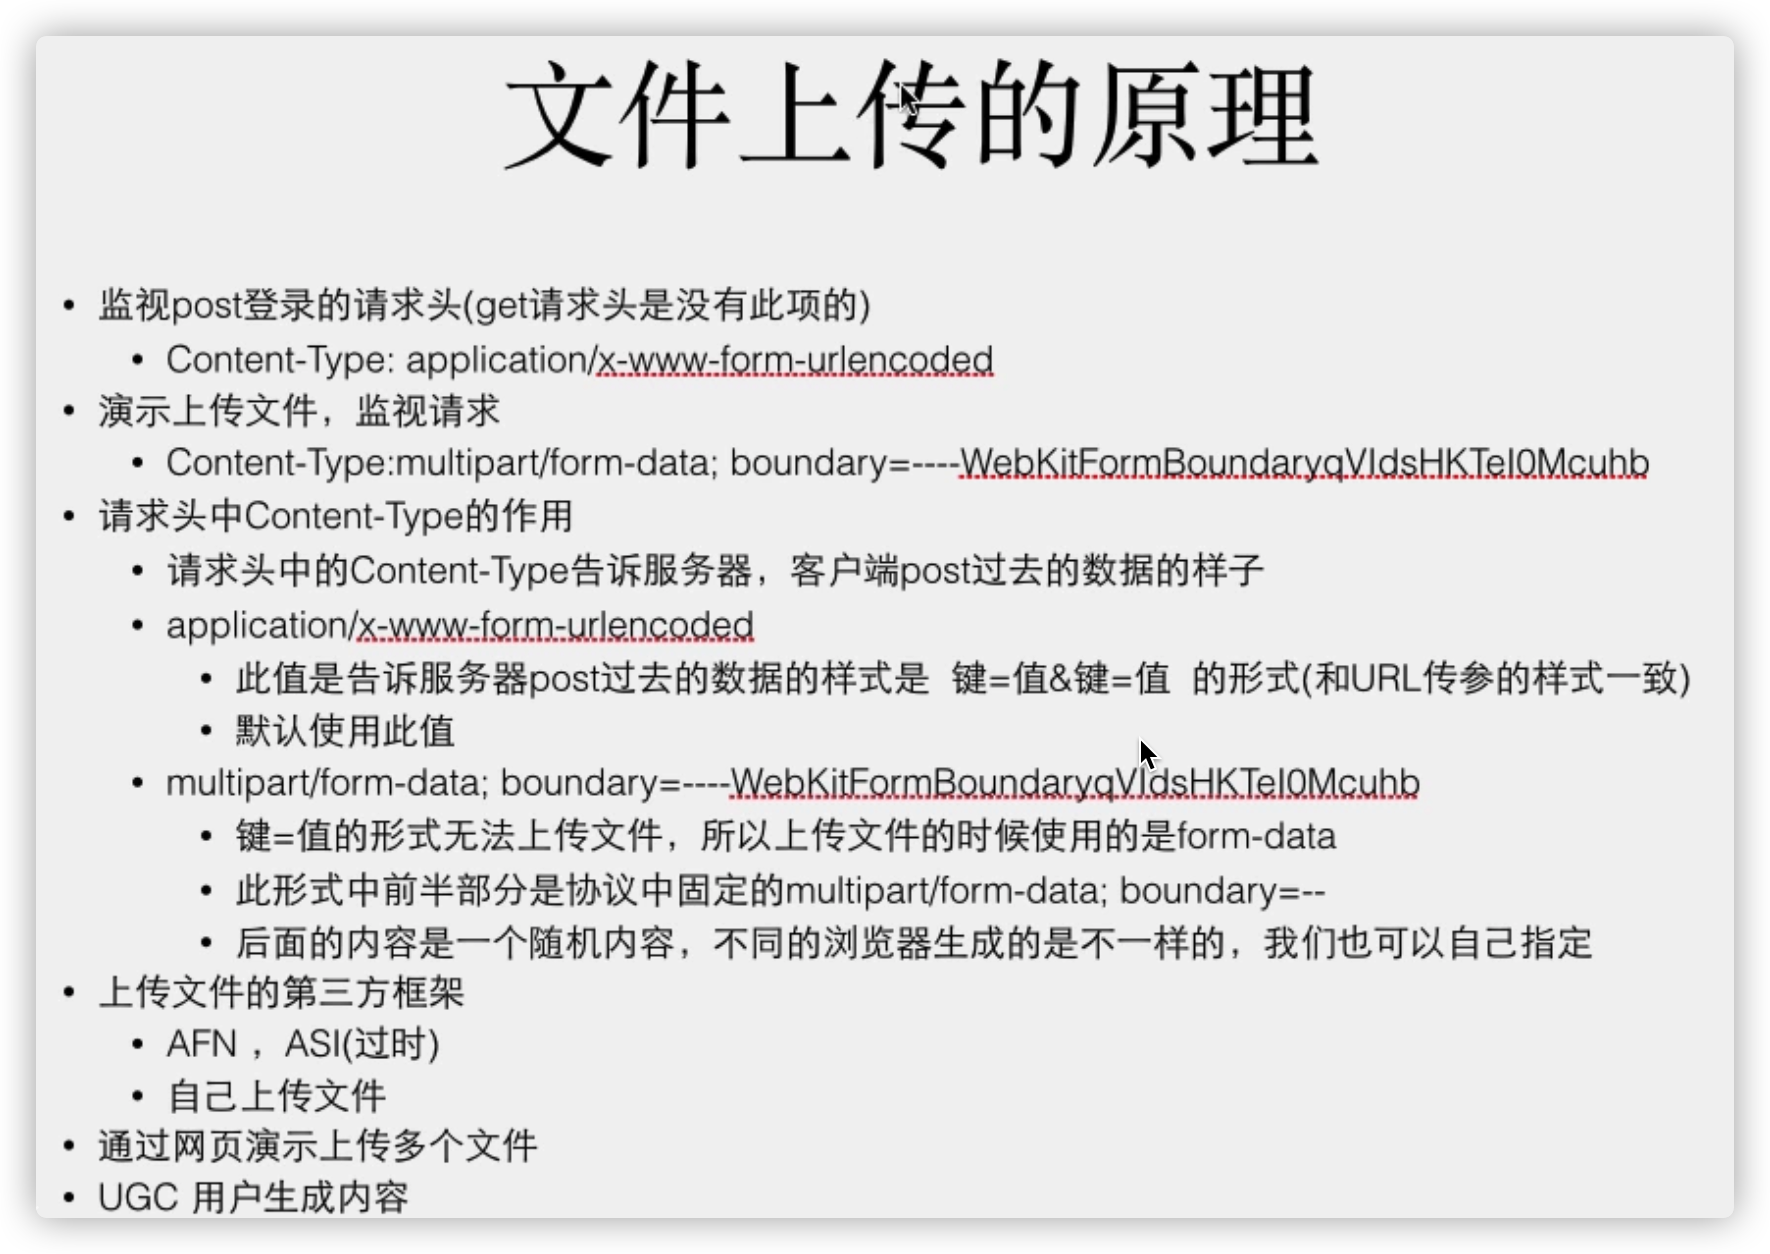 文件上传的原理
• 监视post登录的请求头(get请求头是没有此项的)
• Content-Type: application/x-www-form-urlencoded
• 演示上传文件，监视请求
• Content-Type:multipart/form-data; boundary=----WebKitFormBoundaryqVIdsHKTeI0Mcuhb
• 请求头中Content-Type的作用
• 请求头中的Content-Type告诉服务器，客户端post过去的数据的样子
• application/x-www-form-urlencoded
• 此值是告诉服务器post过去的数据的样式是 键=值&键=值 的形式(和URL传参的样式一致)
• 默认使用此值
• multipart/form-data; boundary=----WebKitFormBoundaryqVIdsHKTeI0Mcuhb
• 键=值的形式无法上传文件，所以上传文件的时候使用的是form-data
• 此形式中前半部分是协议中固定的multipart/form-data; boundary=--
• 后面的内容是一个随机内容，不同的浏览器生成的是不一样的，我们也可以自己指定
• 上传文件的第三方框架
• AFN ，ASI(过时)
• 自己上传文件
• 通过网页演示上传多个文件
• UGC 用户生成内容